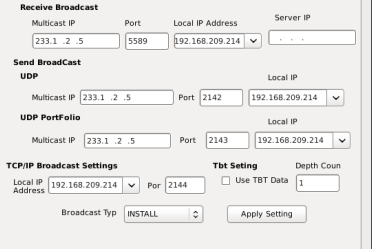 Receive Broadcast
Multicast IP Port Local IP Address Server IP
233.1 .2 .5 5589 192.168.209.214 . . .
Send BroadCast
UDP Local IP
Multicast IP 233.1 .2 .5 Port 2142 192.168.209.214
UDP PortFolio Local IP
Multicast IP 233.1 .2 .5 Port 2143 192.168.209.214
TCP/IP Broadcast Settings Tbt Seting Depth Coun
Local IP Address 192.168.209.214 Por 2144 Use TBT Data 1
Broadcast Typ INSTALL Apply Setting